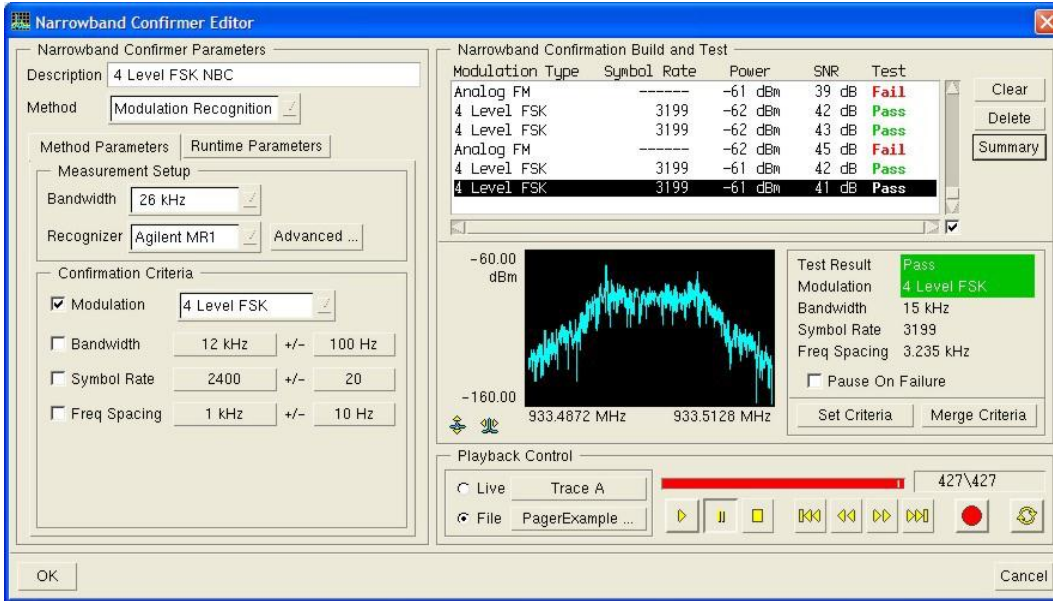 Narrowband Confirmer Editor
Narrowband Confirmer Parameters
Description 4 Level FSK NBC
Method Modulation Recognition
Method Parameters Runtime Parameters
Measurement Setup
Bandwidth 26 kHz
Recognizer Agilent MR1 Advanced ...
Confirmation Criteria
Modulation 4 Level FSK
Bandwidth 12 kHz +/- 100 Hz
Symbol Rate 2400 +/- 20
Freq Spacing 1 kHz +/- 10 Hz
Narrowband Confirmation Build and Test
Modulation Type Symbol Rate Power SNR Test
Analog FM ------ -61 dBm 39 dB Fail
4 Level FSK 3199 -62 dBm 42 dB Pass
4 Level FSK 3199 -62 dBm 43 dB Pass
Analog FM ------ -62 dBm 45 dB Fail
4 Level FSK 3199 -61 dBm 42 dB Pass
4 Level FSK 3199 -61 dBm 41 dB Pass
Clear
Delete
Summary
-60.00
dBm
-160.00
933.4872 MHz 933.5128 MHz
Test Result Pass
Modulation 4 Level FSK
Bandwidth 15 kHz
Symbol Rate 3199
Freq Spacing 3.235 kHz
Pause On Failure
Set Criteria Merge Criteria
Playback Control
Live Trace A
File PagerExample ...
427\427
OK
Cancel